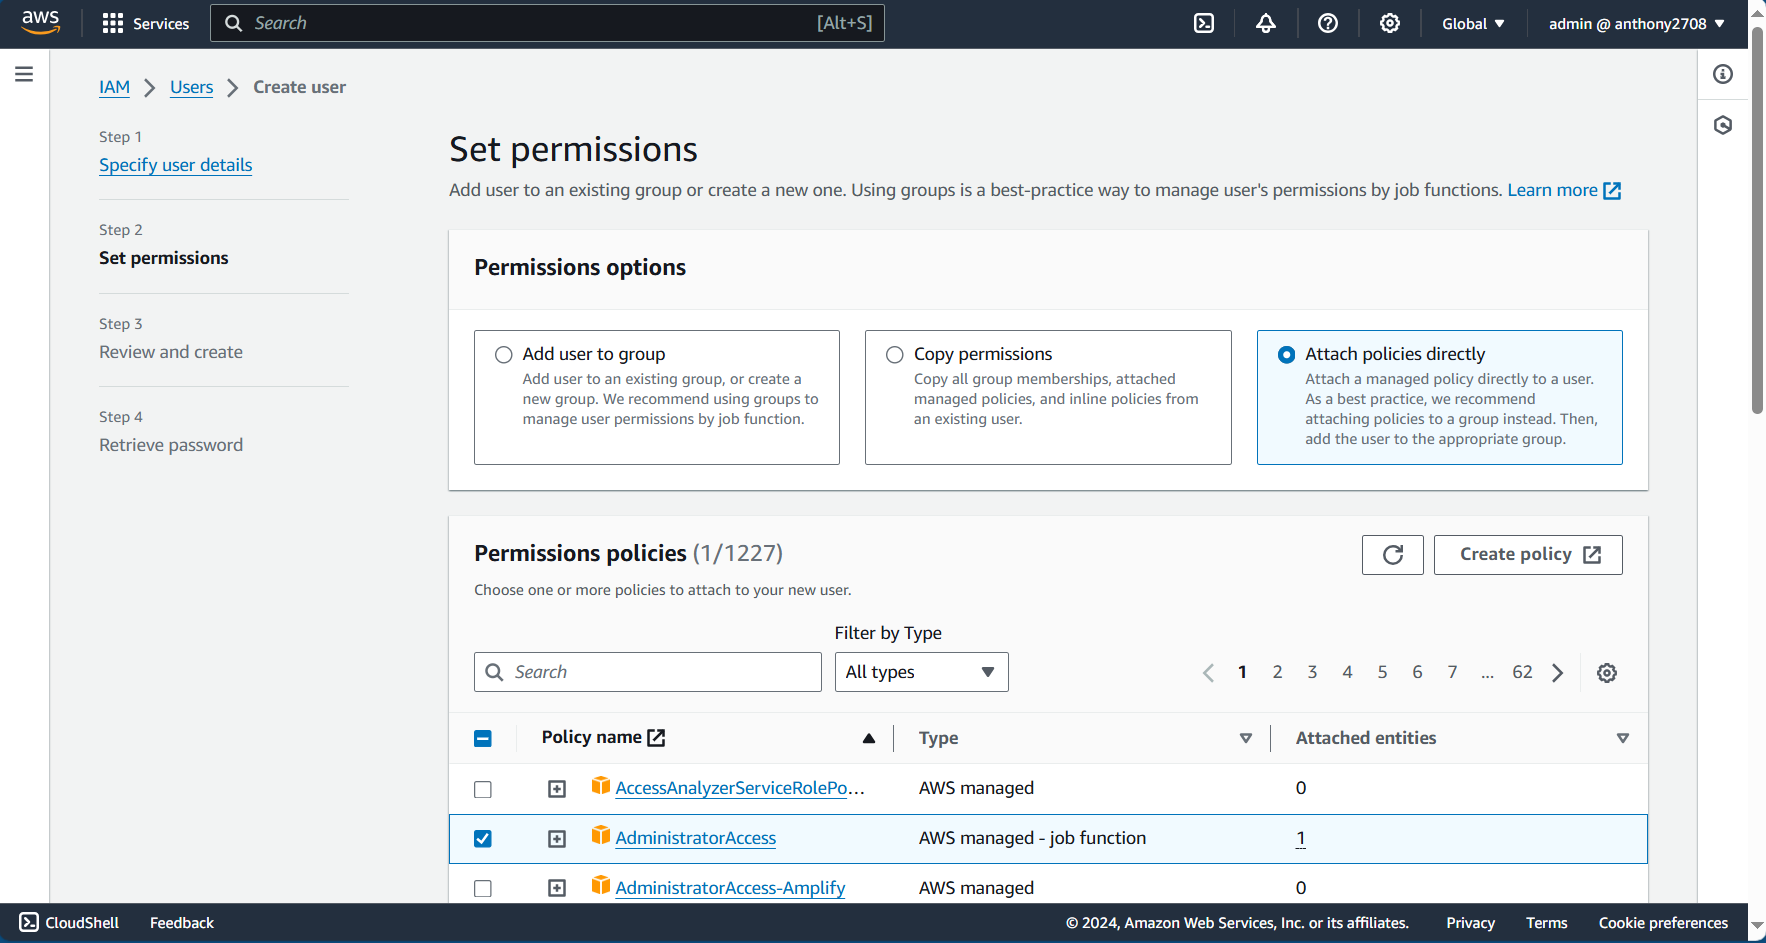 aws
Services
Search [Alt+S]
Global
admin @ anthony2708
IAM
Users
Create user
Step 1
Specify user details
Step 2
Set permissions
Step 3
Review and create
Step 4
Retrieve password
Set permissions
Add user to an existing group or create a new one. Using groups is a best-practice way to manage user's permissions by job functions. Learn more
Permissions options
Add user to group
Add user to an existing group, or create a
new group. We recommend using groups to
manage user permissions by job function.
Copy permissions
Copy all group memberships, attached
managed policies, and inline policies from
an existing user.
Attach policies directly
Attach a managed policy directly to a user.
As a best practice, we recommend
attaching policies to a group instead. Then,
add the user to the appropriate group.
Permissions policies (1/1227)
Create policy
Choose one or more policies to attach to your new user.
Filter by Type
Search
All types
1 2 3 4 5 6 7 ... 62
Policy name Type Attached entities
AccessAnalyzerServiceRolePo... AWS managed 0
AdministratorAccess AWS managed - job function 1
AdministratorAccess-Amplify AWS managed 0
CloudShell Feedback © 2024, Amazon Web Services, Inc. or its affiliates. Privacy Terms Cookie preferences